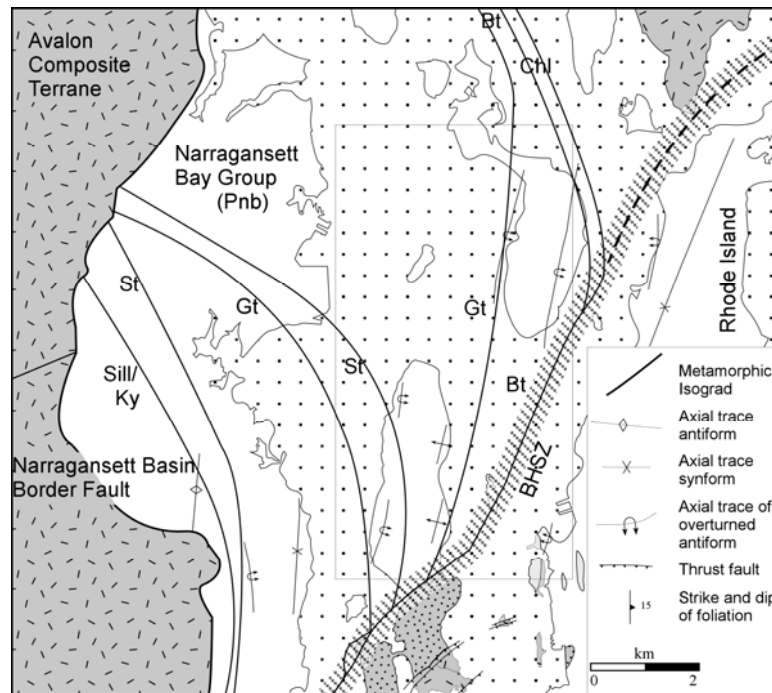 Avalon
Composite
Terrane
Bt
Chl
Narragansett
Bay Group
(Pnb)
St
Gt
Gt
St
Sill/
Ky
Bt
Rhode Island
BHSZ
Narragansett Basin
Border Fault
Metamorphic
Isograd
Axial trace
antiform
Axial trace
synform
Axial trace of
overturned
antiform
Thrust fault
15
Strike and dip
of foliation
km
0
2